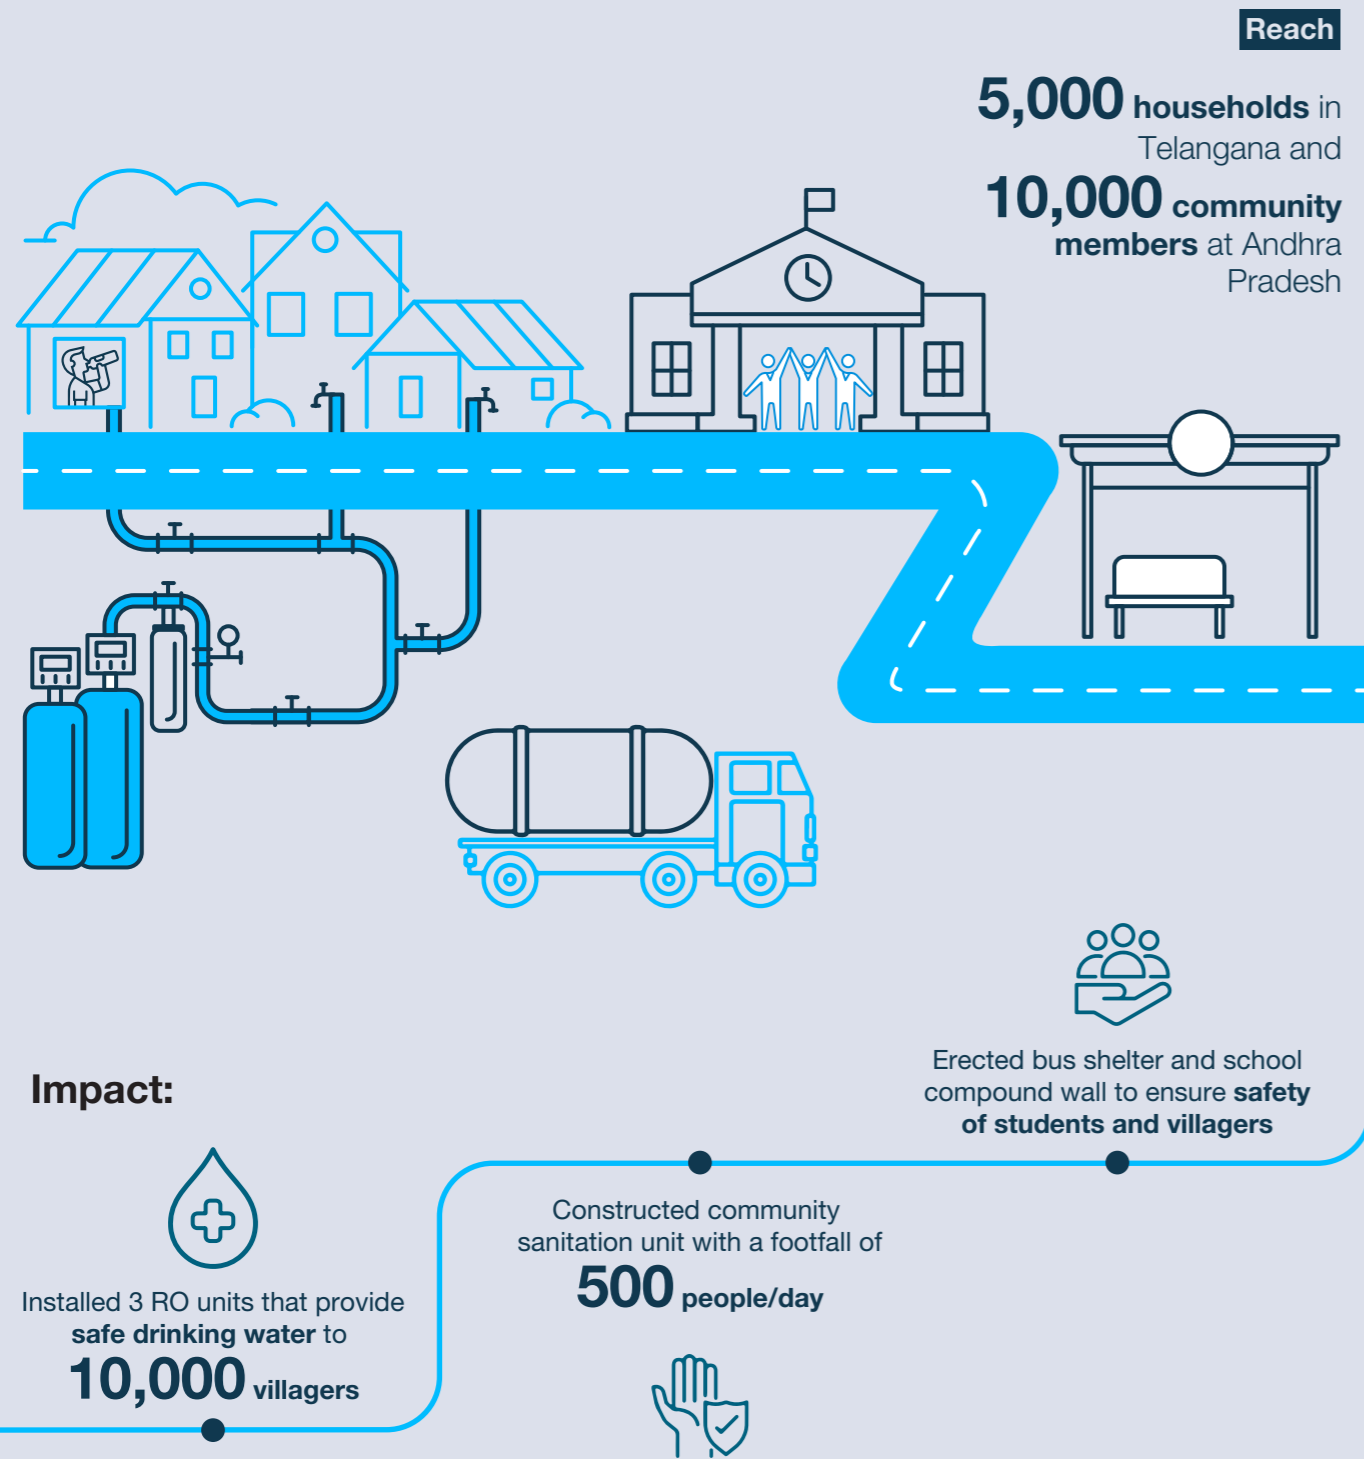 Reach
5,000 households in
Telangana and
10,000 community
members at Andhra
Pradesh
Impact:
Installed 3 RO units that provide
safe drinking water to
10,000 villagers
Constructed community
sanitation unit with a footfall of
500 people/day
Erected bus shelter and school
compound wall to ensure safety
of students and villagers